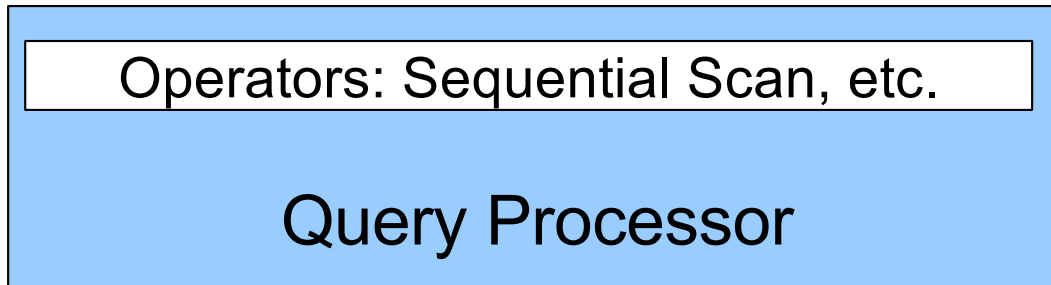 Operators: Sequential Scan, etc.
Query Processor